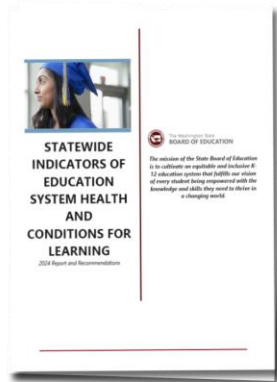 STATEWIDE
INDICATORS OF
EDUCATION
SYSTEM HEALTH
AND
CONDITIONS FOR
LEARNING
2024 Report and Recommendations
The Washington State
BOARD OF EDUCATION
The mission of the State Board of Education
is to cultivate an equitable and inclusive K-
12 education system that fulfills our vision
of every student being empowered with the
knowledge and skills they need to thrive in
a changing world.